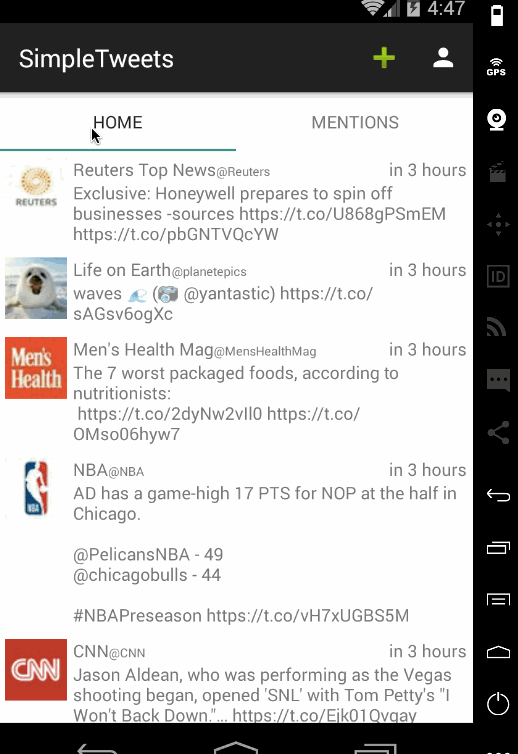 4:47
SimpleTweets
GPS
HOME
MENTIONS
Reuters Top News@Reuters in 3 hours
REUTERS
Exclusive: Honeywell prepares to spin off
businesses -sources https://t.co/U868gPSmEM
https://t.co/pbGNTVQcYW
ID
Life on Earth@planetepics in 3 hours
waves 🌊 (📷 @yantastic) https://t.co/
sAGsv6ogXc
Men's Health Mag@MensHealthMag in 3 hours
Men's
Health
The 7 worst packaged foods, according to
nutritionists:
https://t.co/2dyNw2vIl0 https://t.co/
OMso06hyw7
NBA@NBA in 3 hours
NBA
AD has a game-high 17 PTS for NOP at the half in
Chicago.
@PelicansNBA - 49
@chicagobulls - 44
#NBAPreseason https://t.co/vH7xUGBS5M
CNN@CNN in 3 hours
CNN
Jason Aldean, who was performing as the Vegas
shooting began, opened 'SNL' with Tom Petty's "I
Won't Back Down."... https://t.co/Ejk01Qvgay